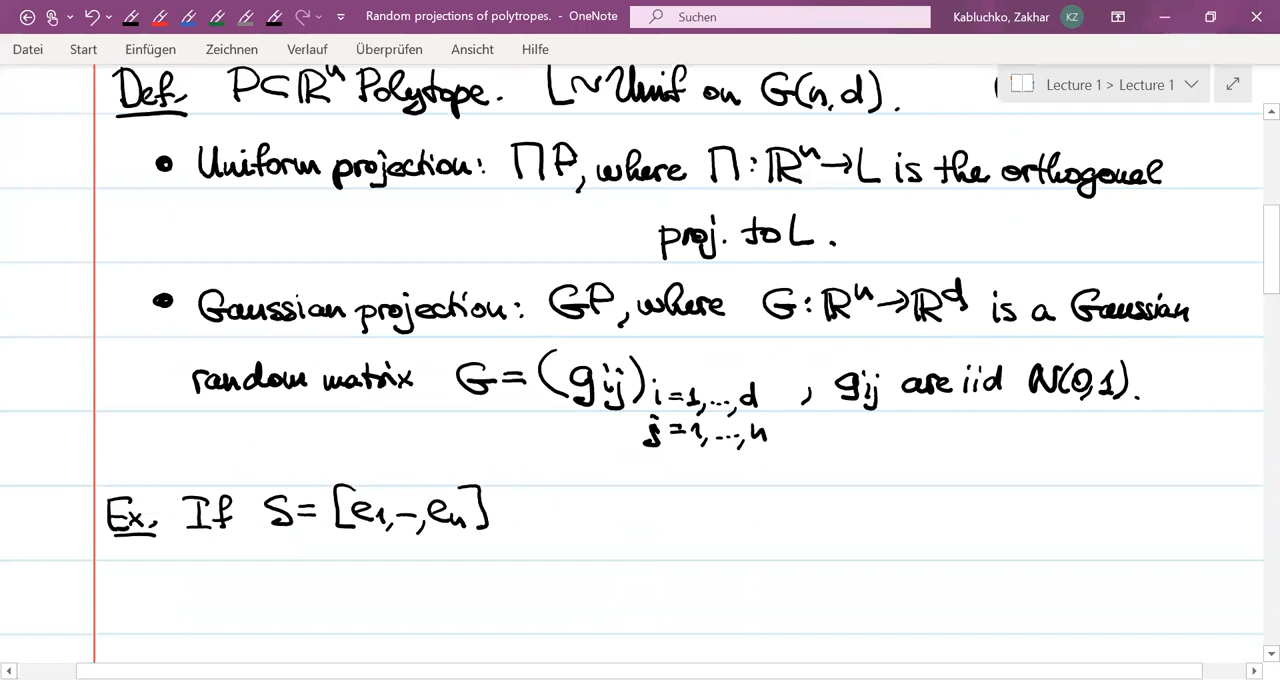 Random projections of polytropes. - OneNote
Suchen
Kabluchko, Zakhar
KZ
Datei Start Einfügen Zeichnen Verlauf Überprüfen Ansicht Hilfe
Lecture 1 > Lecture 1
Def. P⊂ℝⁿ Polytope. L ~ Unif on G(n,d).
• Uniform projection: ΠP, where Π : ℝⁿ → L is the orthogonal
proj. to L.
• Gaussian projection: GP, where G : ℝⁿ → ℝᵈ is a Gaussian
random matrix G = (gij) i=1,...,d , gij are iid N(0,1).
j=1,...,n
Ex. If S = [e₁,–,eₙ]